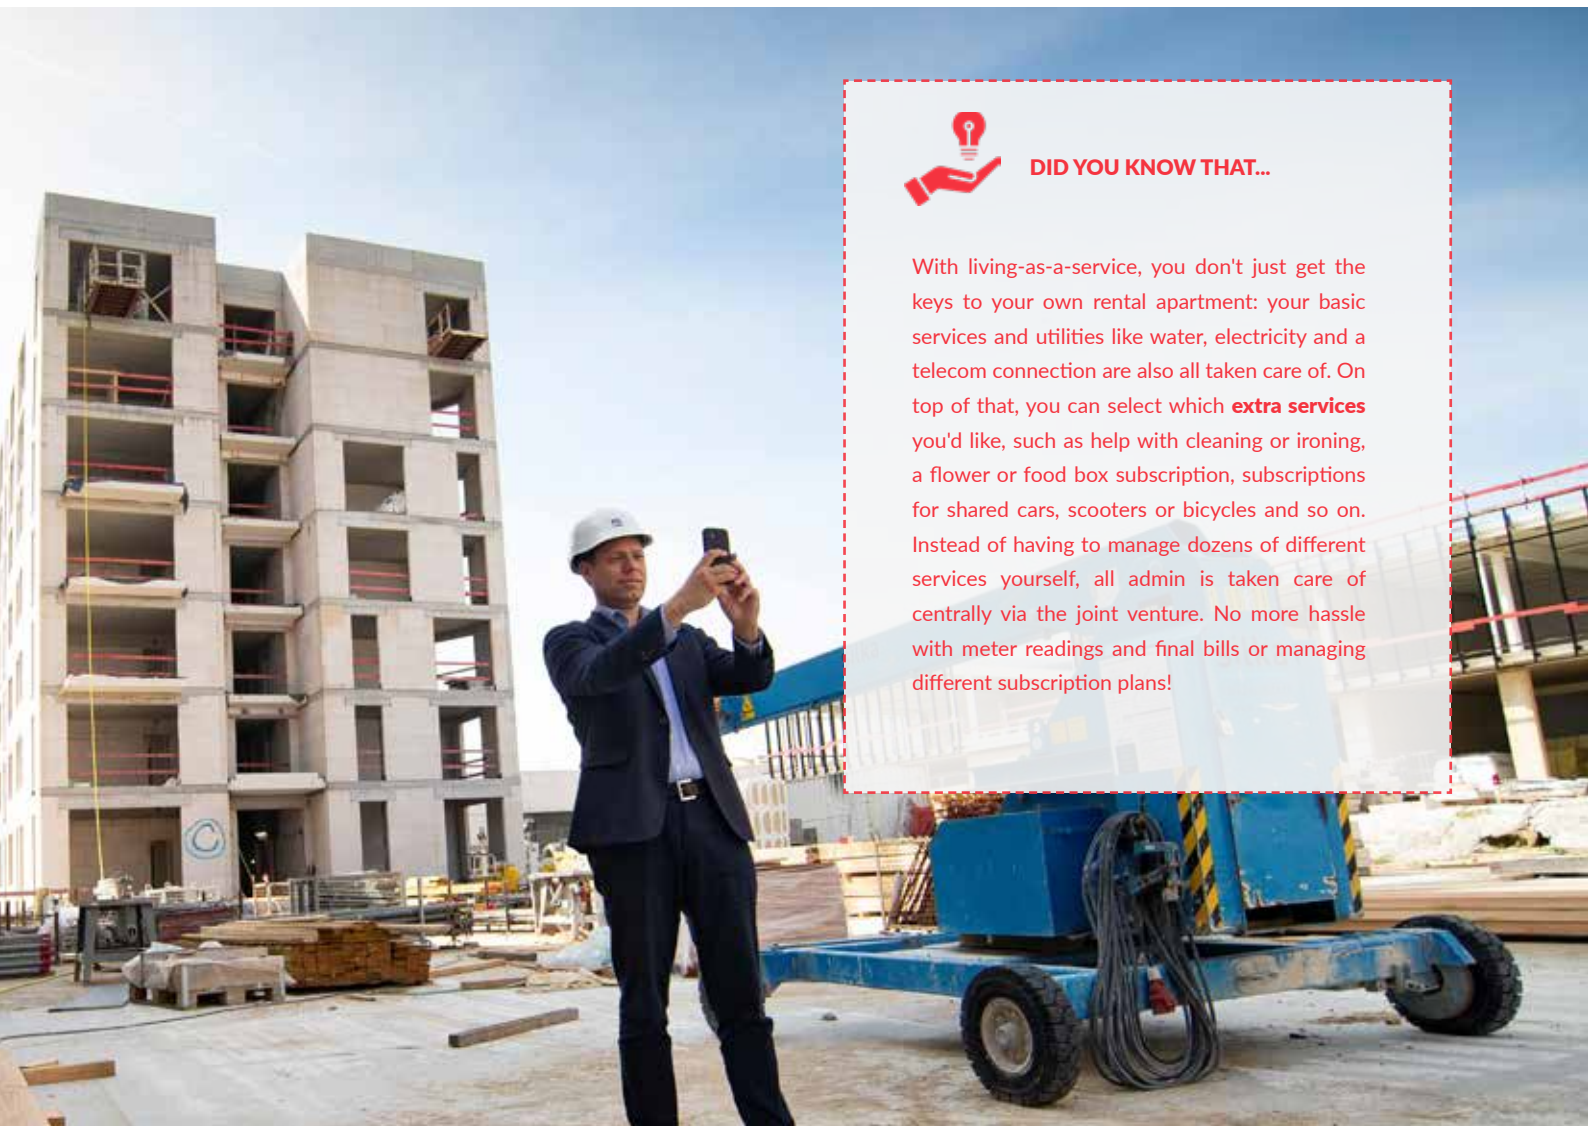 DID YOU KNOW THAT...
With living-as-a-service, you don't just get the
keys to your own rental apartment: your basic
services and utilities like water, electricity and a
telecom connection are also all taken care of. On
top of that, you can select which extra services
you'd like, such as help with cleaning or ironing,
a flower or food box subscription, subscriptions
for shared cars, scooters or bicycles and so on.
Instead of having to manage dozens of different
services yourself, all admin is taken care of
centrally via the joint venture. No more hassle
with meter readings and final bills or managing
different subscription plans!
C